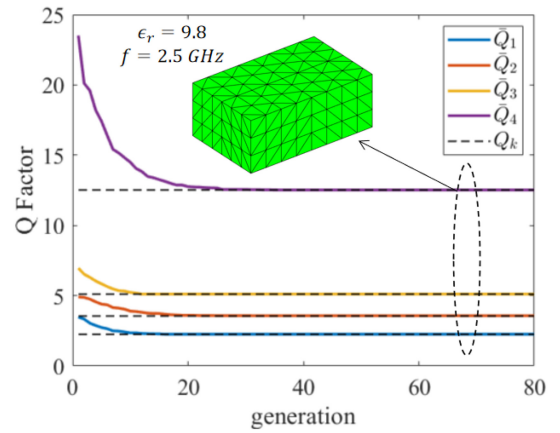 ϵᵣ = 9.8
f = 2.5 GHz
Q̄₁
Q̄₂
Q̄₃
Q̄₄
Qₖ
25
20
15
10
5
0
Q Factor
0 20 40 60 80
generation